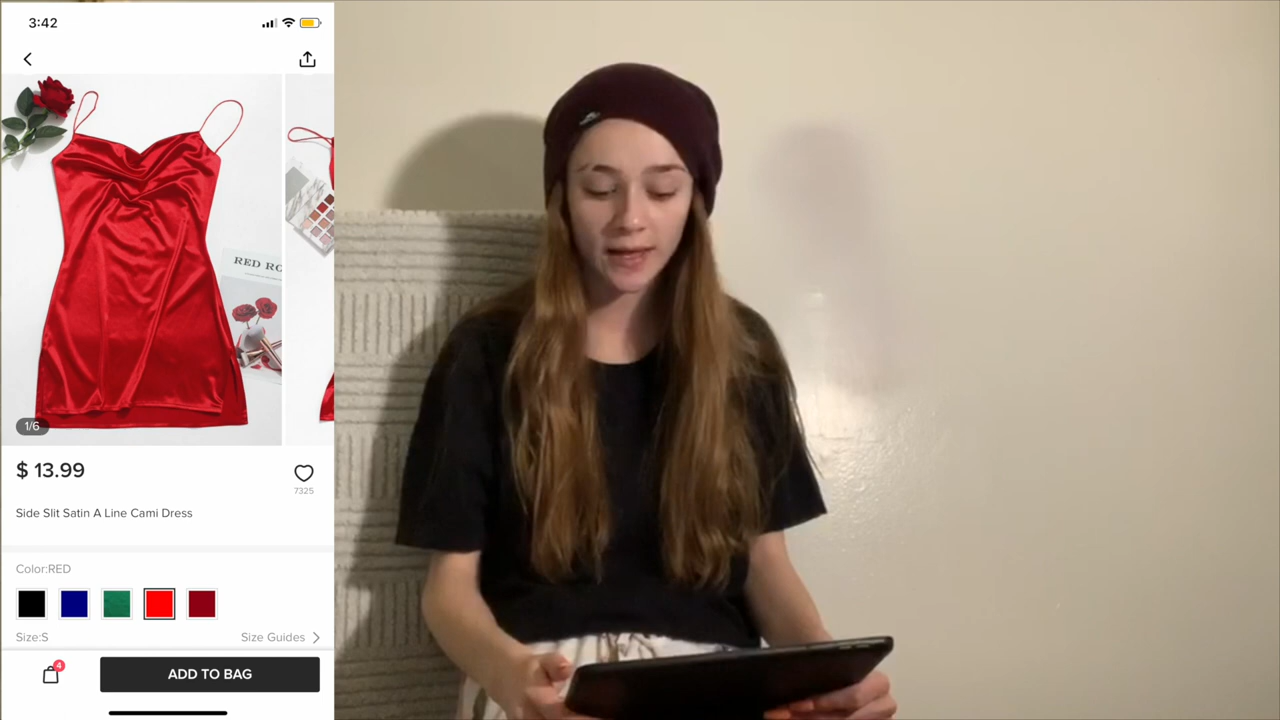 3:42
RED RO
1/6
$ 13.99
7325
Side Slit Satin A Line Cami Dress
Color:RED
Size:S
Size Guides
4
ADD TO BAG